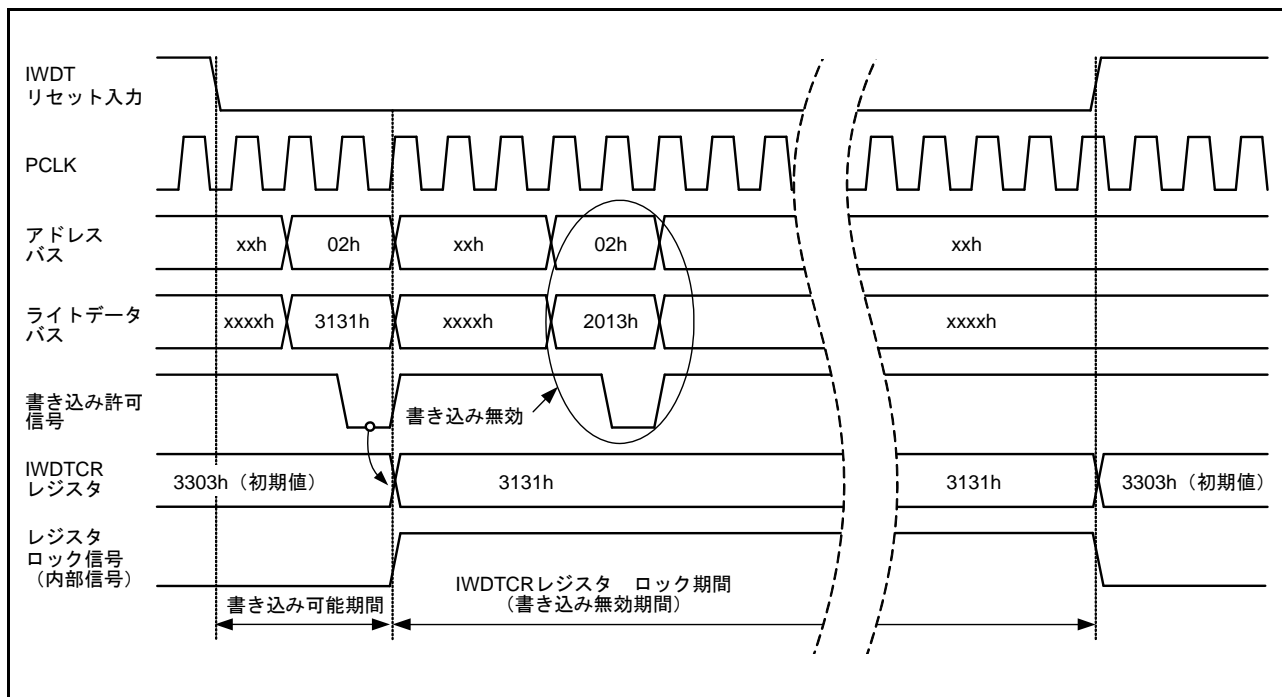 IWDT
リセット入力
PCLK
アドレス
バス
xxh
02h
xxh
02h
xxh
ライトデータ
バス
xxxxh
3131h
xxxxh
2013h
xxxxh
書き込み許可
信号
書き込み無効
IWDTCR
レジスタ
3303h（初期値）
3131h
3131h
3303h（初期値）
レジスタ
ロック信号
（内部信号）
書き込み可能期間
IWDTCRレジスタ ロック期間
（書き込み無効期間）